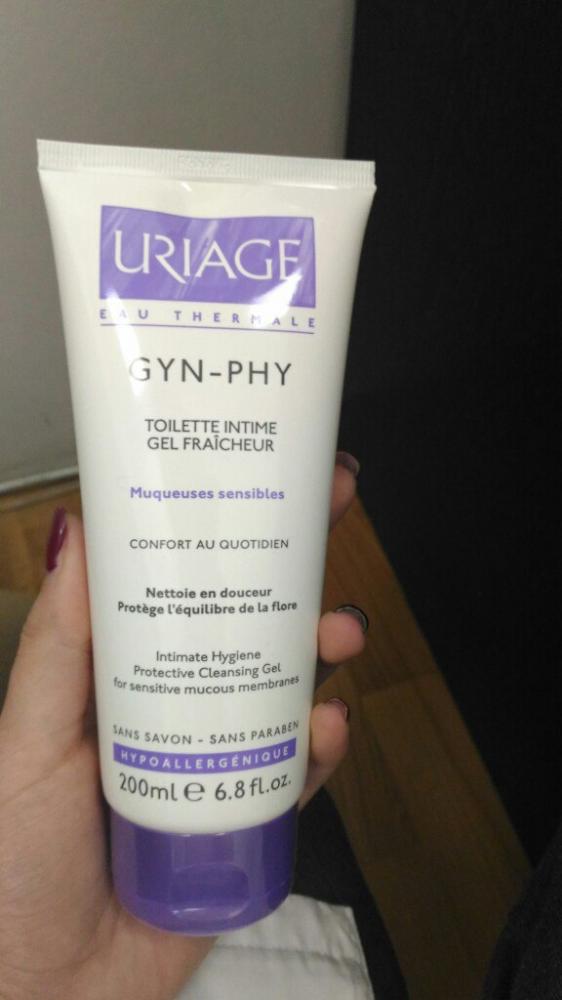 URIAGE
EAU THERMALE
GYN-PHY
TOILETTE INTIME
GEL FRAÎCHEUR
Muqueuses sensibles
CONFORT AU QUOTIDIEN
Nettoie en douceur
Protège l'équilibre de la flore
Intimate Hygiene
Protective Cleansing Gel
for sensitive mucous membranes
SANS SAVON - SANS PARABEN
HYPOALLERGÉNIQUE
200ml e 6.8fl.oz.